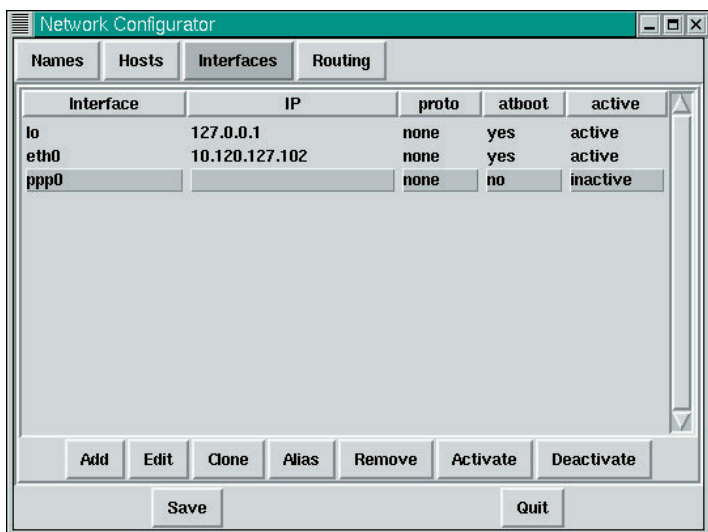 Network Configurator
Names Hosts Interfaces Routing
Interface IP proto atboot active
lo 127.0.0.1 none yes active
eth0 10.120.127.102 none yes active
ppp0 none no inactive
Add Edit Clone Alias Remove Activate Deactivate
Save Quit